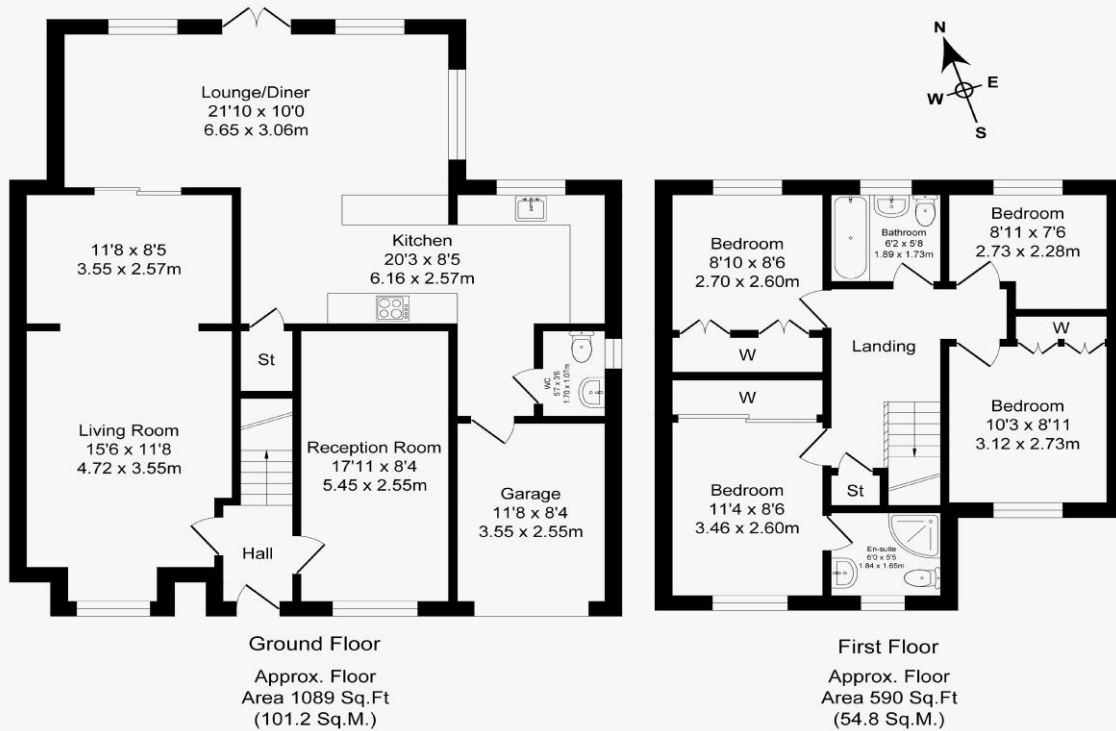 N
W
E
S
Lounge/Diner
21'10 x 10'0
6.65 x 3.06m
11'8 x 8'5
3.55 x 2.57m
Kitchen
20'3 x 8'5
6.16 x 2.57m
St
WC
5'7 x 3'6
1.70 x 1.07m
Living Room
15'6 x 11'8
4.72 x 3.55m
Reception Room
17'11 x 8'4
5.45 x 2.55m
Garage
11'8 x 8'4
3.55 x 2.55m
Hall
Ground Floor
Approx. Floor
Area 1089 Sq.Ft
(101.2 Sq.M.)
Bedroom
8'10 x 8'6
2.70 x 2.60m
Bathroom
6'2 x 5'8
1.89 x 1.73m
Bedroom
8'11 x 7'6
2.73 x 2.28m
W
W
W
Landing
Bedroom
10'3 x 8'11
3.12 x 2.73m
Bedroom
11'4 x 8'6
3.46 x 2.60m
St
En-suite
6'0 x 5'5
1.84 x 1.65m
First Floor
Approx. Floor
Area 590 Sq.Ft
(54.8 Sq.M.)